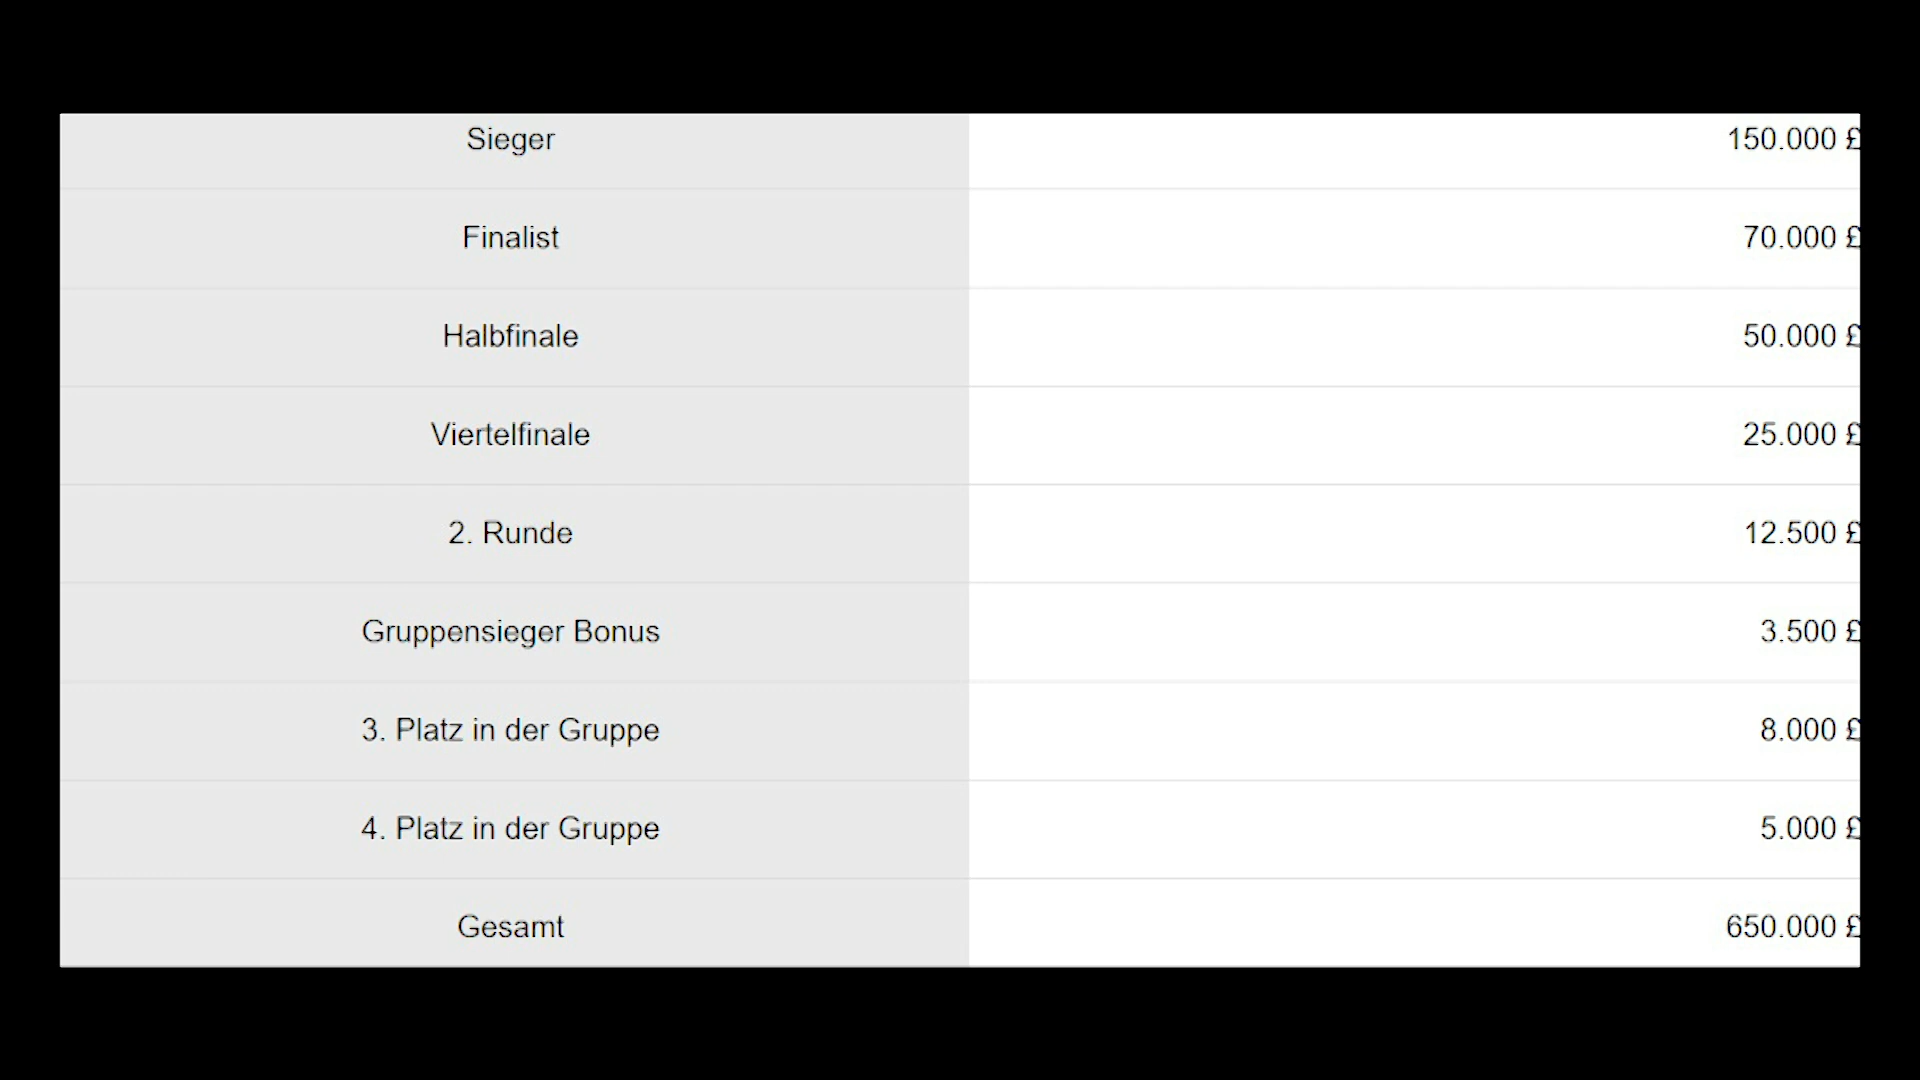 Sieger 150.000 £
Finalist 70.000 £
Halbfinale 50.000 £
Viertelfinale 25.000 £
2. Runde 12.500 £
Gruppensieger Bonus 3.500 £
3. Platz in der Gruppe 8.000 £
4. Platz in der Gruppe 5.000 £
Gesamt 650.000 £